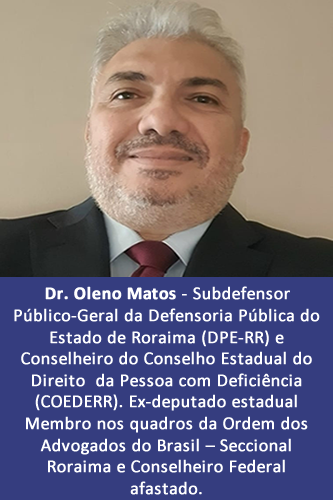 Dr. Oleno Matos - Subdefensor
Público-Geral da Defensoria Pública do
Estado de Roraima (DPE-RR) e
Conselheiro do Conselho Estadual do
Direito da Pessoa com Deficiência
(COEDERR). Ex-deputado estadual
Membro nos quadros da Ordem dos
Advogados do Brasil – Seccional
Roraima e Conselheiro Federal
afastado.